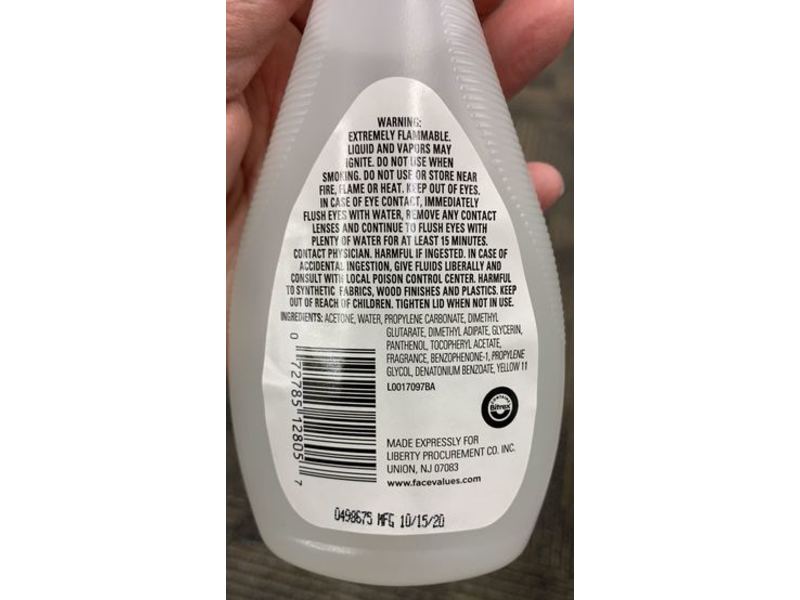 WARNING:
EXTREMELY FLAMMABLE.
LIQUID AND VAPORS MAY
IGNITE. DO NOT USE WHEN
SMOKING. DO NOT USE OR STORE NEAR
FIRE, FLAME OR HEAT. KEEP OUT OF EYES.
IN CASE OF EYE CONTACT, IMMEDIATELY
FLUSH EYES WITH WATER, REMOVE ANY CONTACT
LENSES AND CONTINUE TO FLUSH EYES WITH
PLENTY OF WATER FOR AT LEAST 15 MINUTES.
CONTACT PHYSICIAN. HARMFUL IF INGESTED. IN CASE OF
ACCIDENTAL INGESTION, GIVE FLUIDS LIBERALLY AND
CONSULT WITH LOCAL POISON CONTROL CENTER. HARMFUL
TO SYNTHETIC FABRICS, WOOD FINISHES AND PLASTICS. KEEP
OUT OF REACH OF CHILDREN. TIGHTEN LID WHEN NOT IN USE.
INGREDIENTS: ACETONE, WATER, PROPYLENE CARBONATE, DIMETHYL
GLUTARATE, DIMETHYL ADIPATE, GLYCERIN,
PANTHENOL, TOCOPHERYL ACETATE,
FRAGRANCE, BENZOPHENONE-1, PROPYLENE
GLYCOL, DENATONIUM BENZOATE, YELLOW 11
L0017097BA
0 72785 12805 7
CONTAINS
Bitrex
MADE EXPRESSLY FOR
LIBERTY PROCUREMENT CO. INC.
UNION, NJ 07083
www.facevalues.com
0498675 MFG 10/15/20